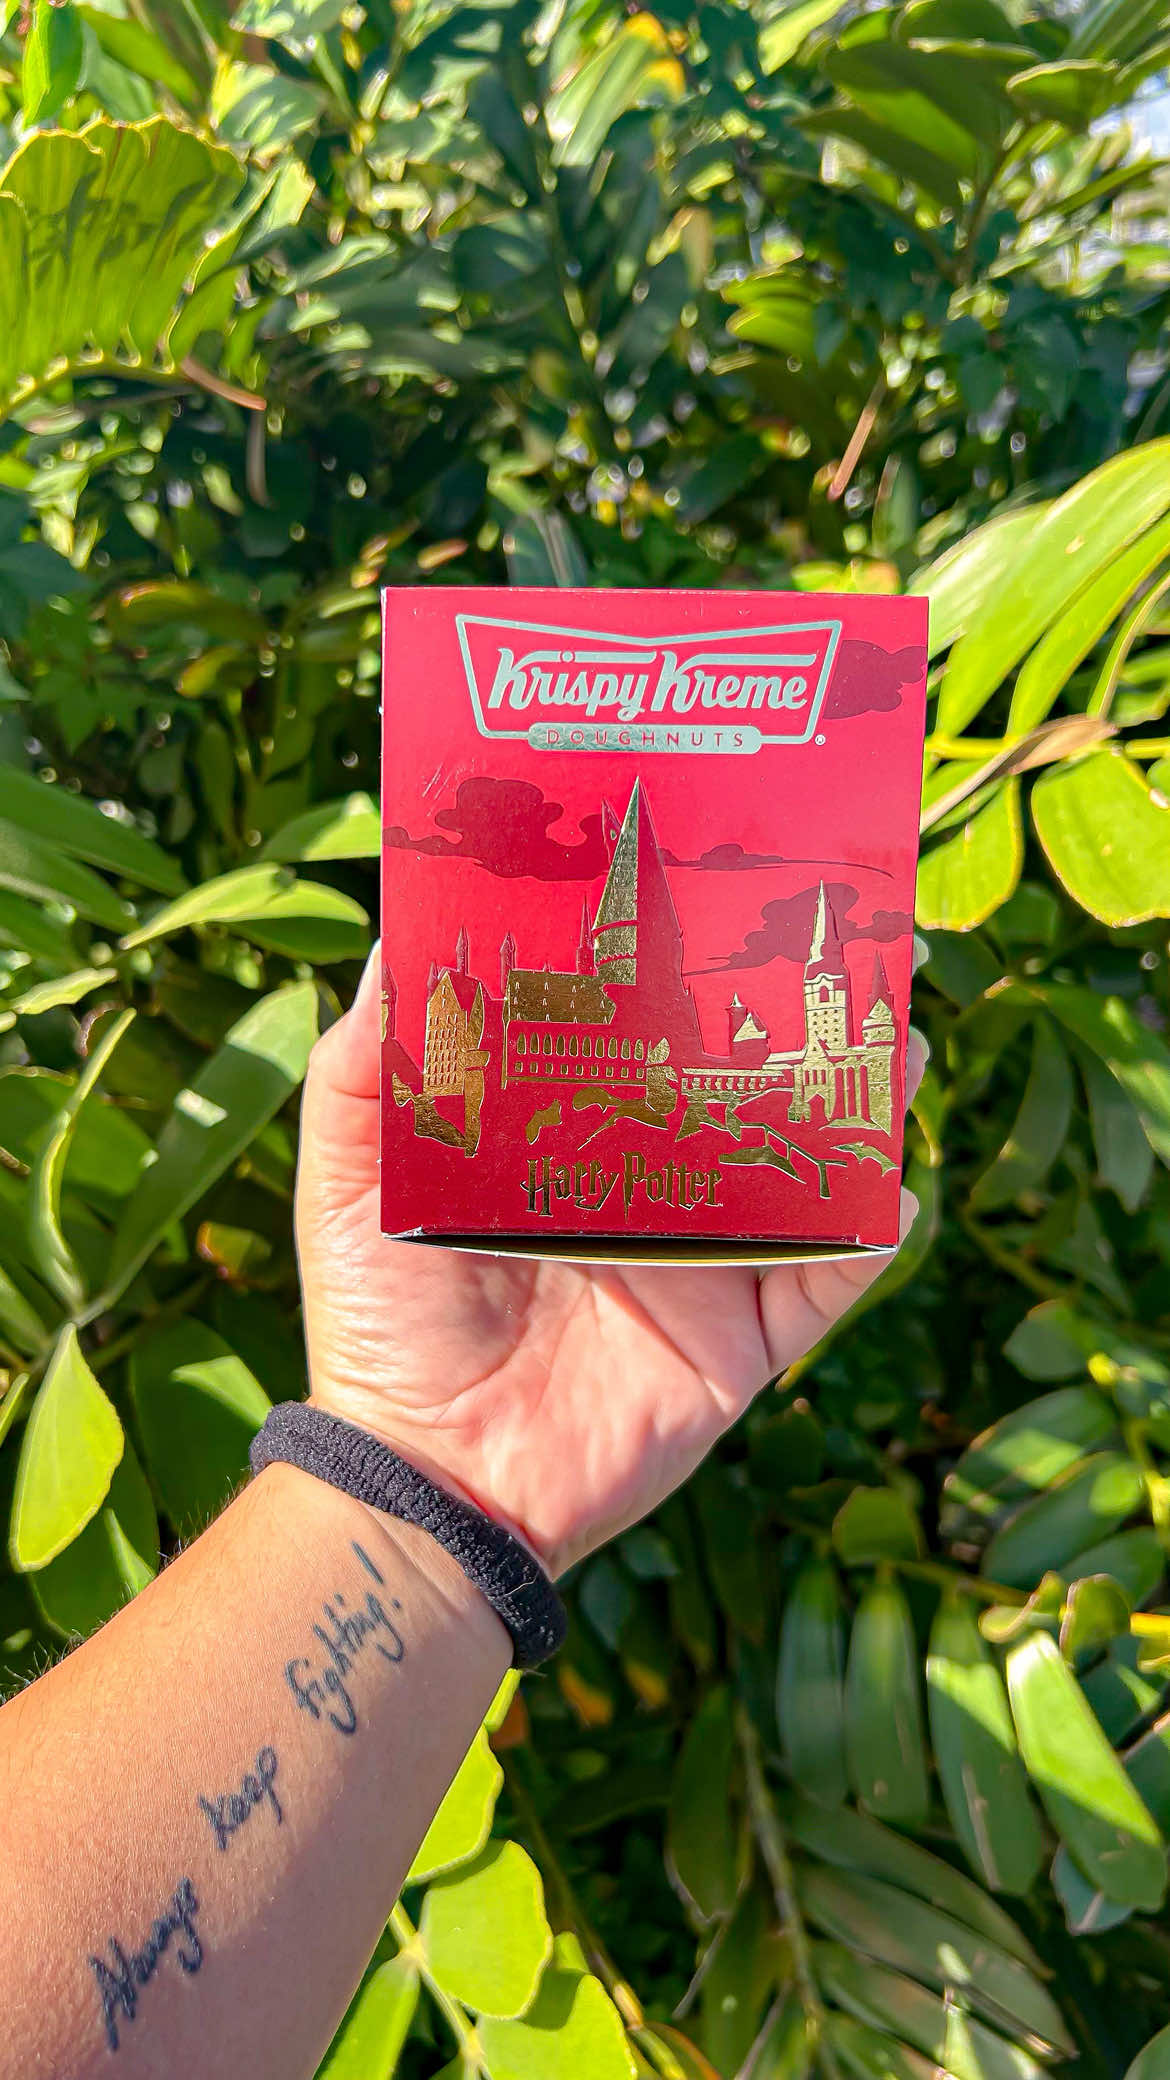 Krispy Kreme
DOUGHNUTS
®
Harry Potter
Always keep fighting!